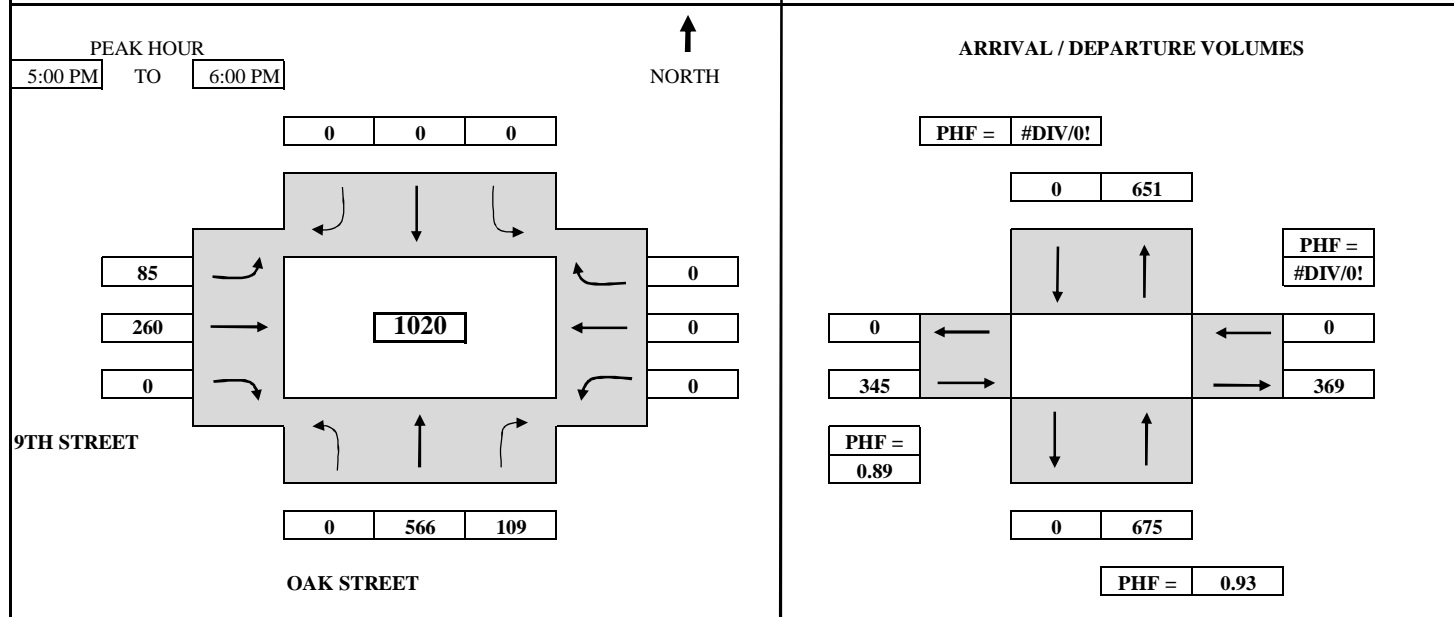 PEAK HOUR
5:00 PM TO 6:00 PM
NORTH
0 0 0
85 0
260 1020 0
0 0
9TH STREET
0 566 109
OAK STREET
ARRIVAL / DEPARTURE VOLUMES
PHF = #DIV/0!
0 651
PHF =
#DIV/0!
0 0
345 369
PHF =
0.89
0 675
PHF = 0.93